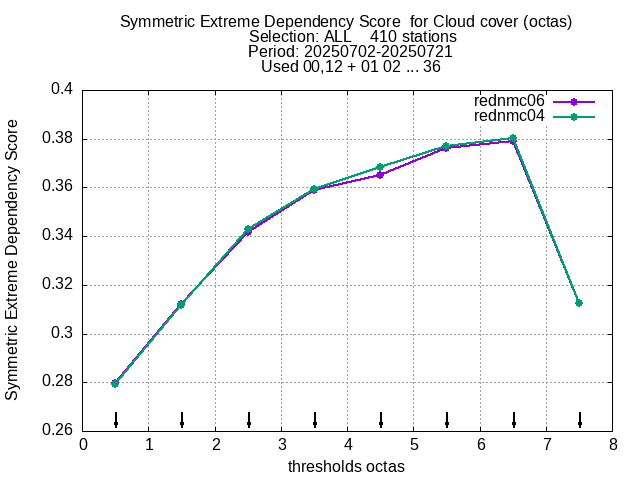 Symmetric Extreme Dependency Score  for Cloud cover (octas)
Selection: ALL    410 stations
Period: 20250702-20250721
Used 00,12 + 01 02 ... 36
rednmc06
rednmc04
Symmetric Extreme Dependency Score
0.4
0.38
0.36
0.34
0.32
0.3
0.28
0.26
0 1 2 3 4 5 6 7 8
thresholds octas